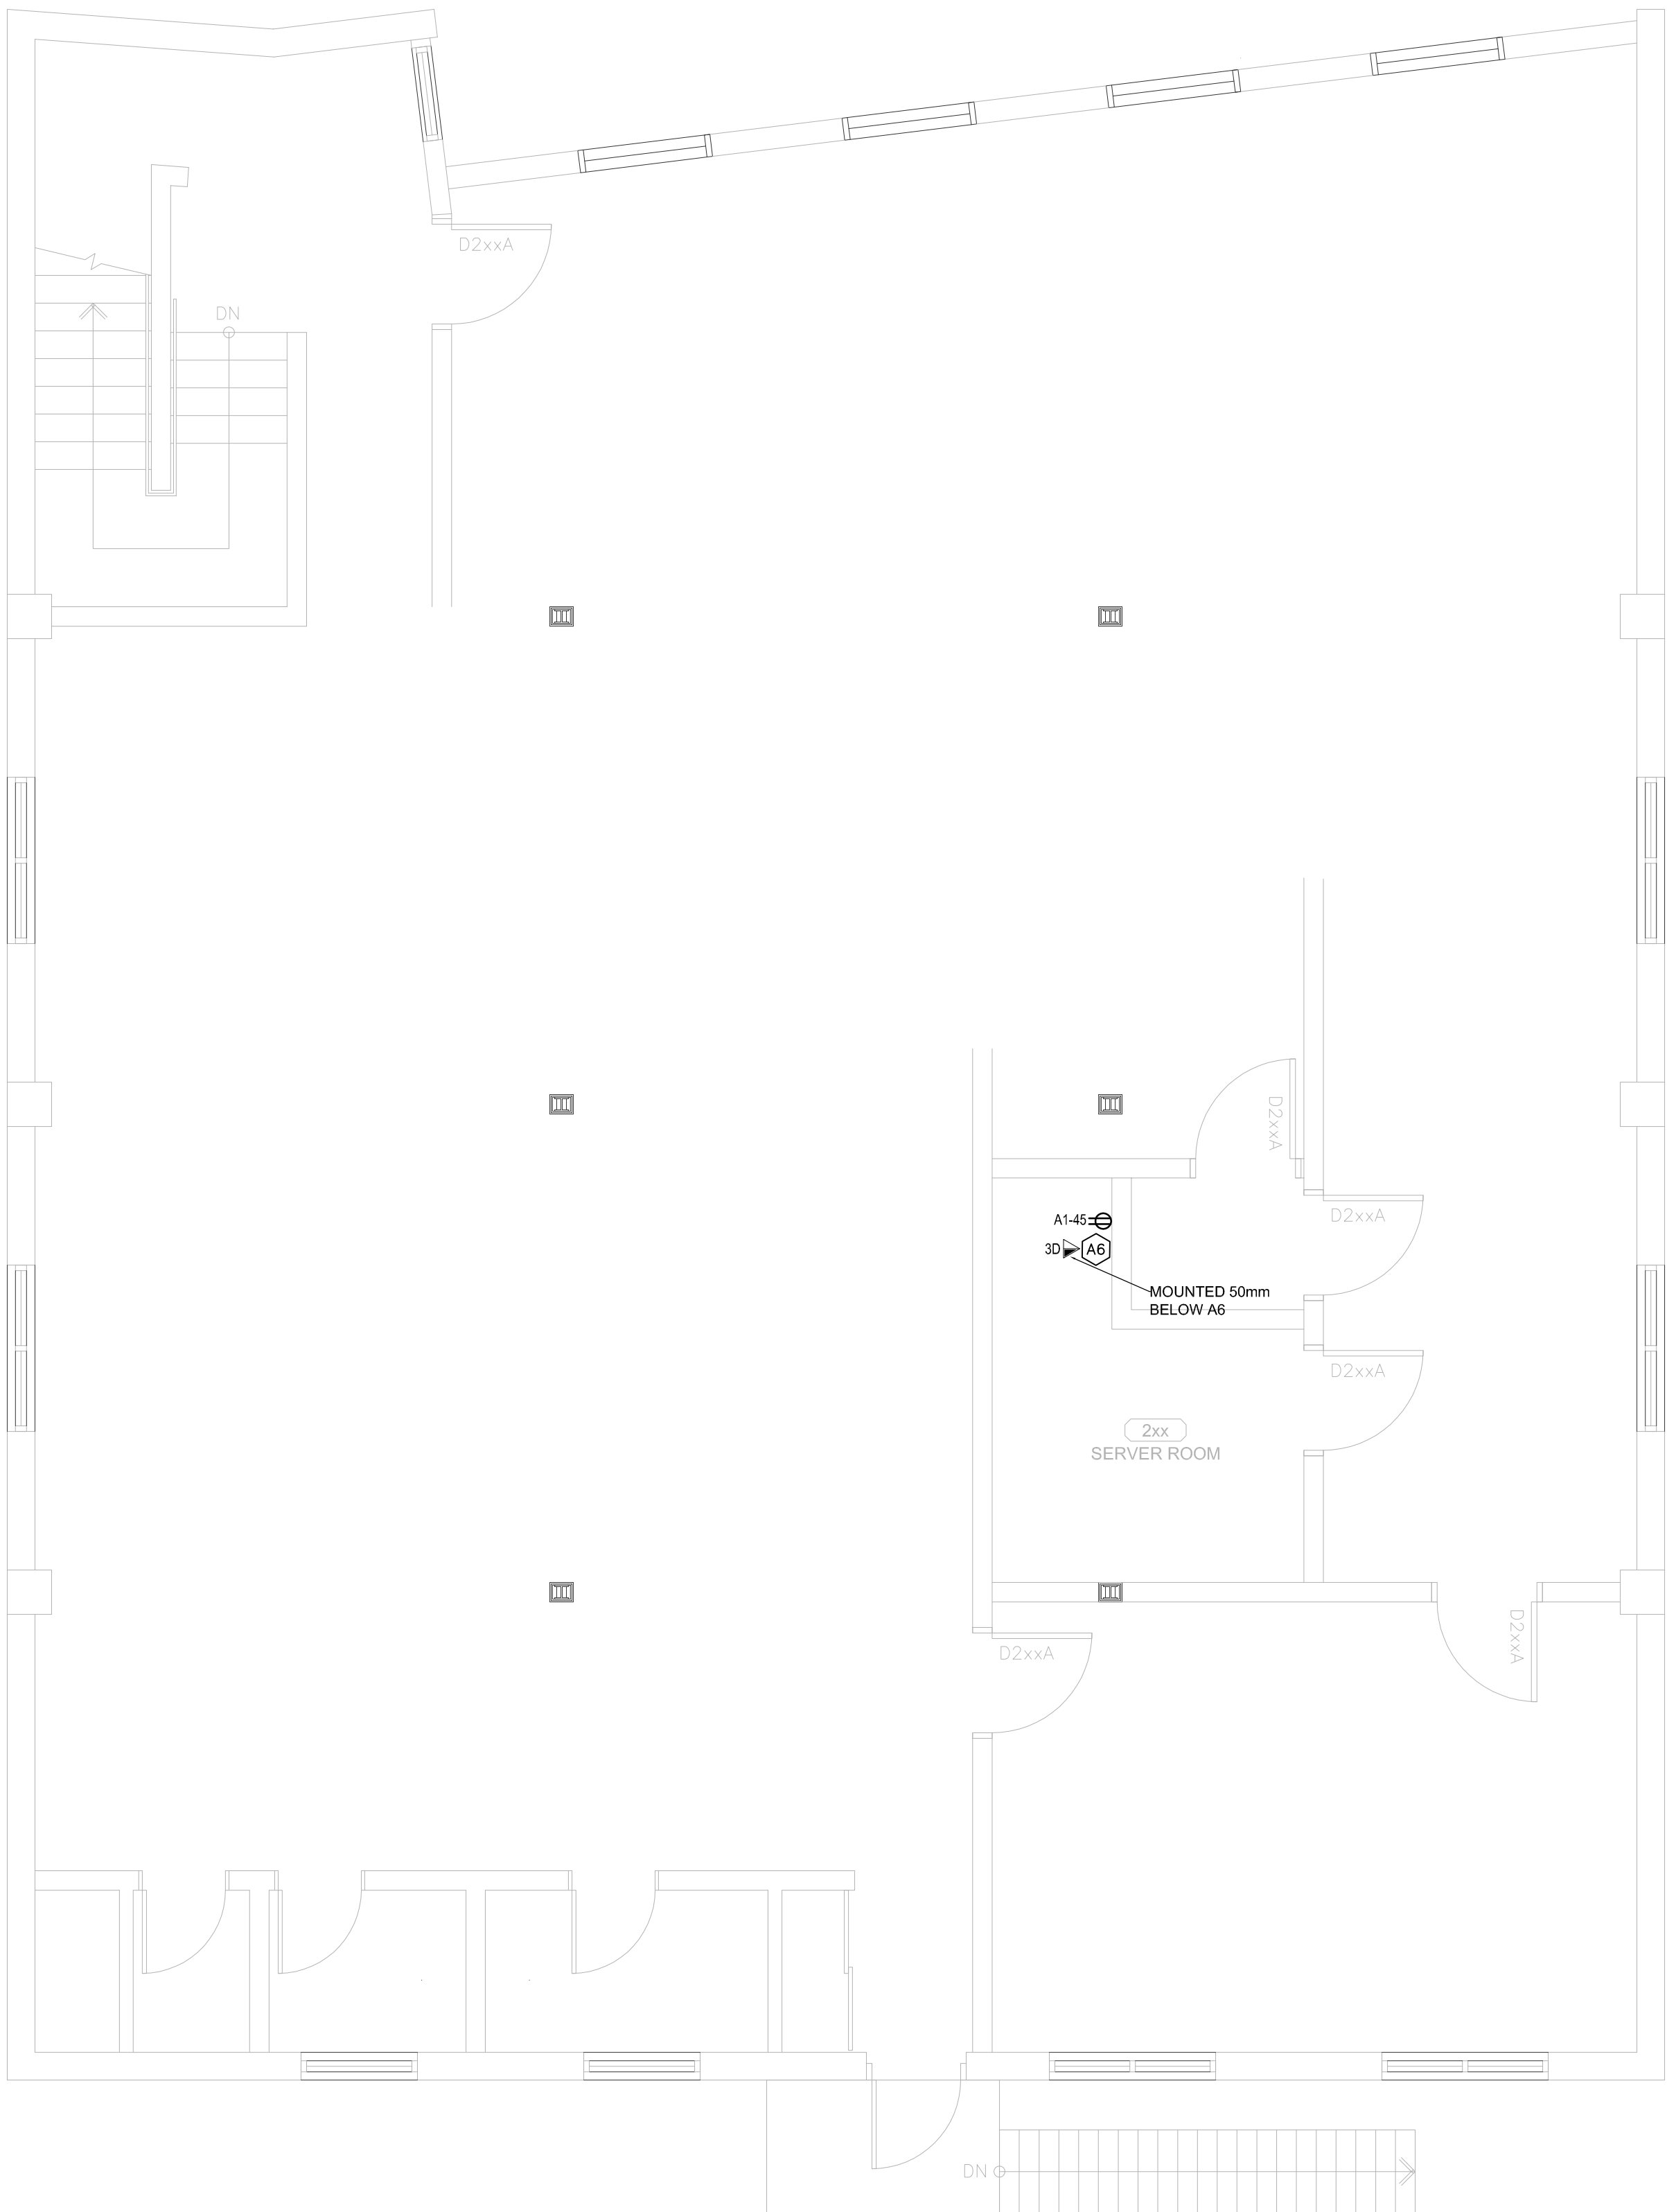 D2xxA
DN
D2xxA
A1-45
D2xxA
3D
A6
MOUNTED 50mm
BELOW A6
D2xxA
2xx
SERVER ROOM
D2xxA
D2xxA
DN